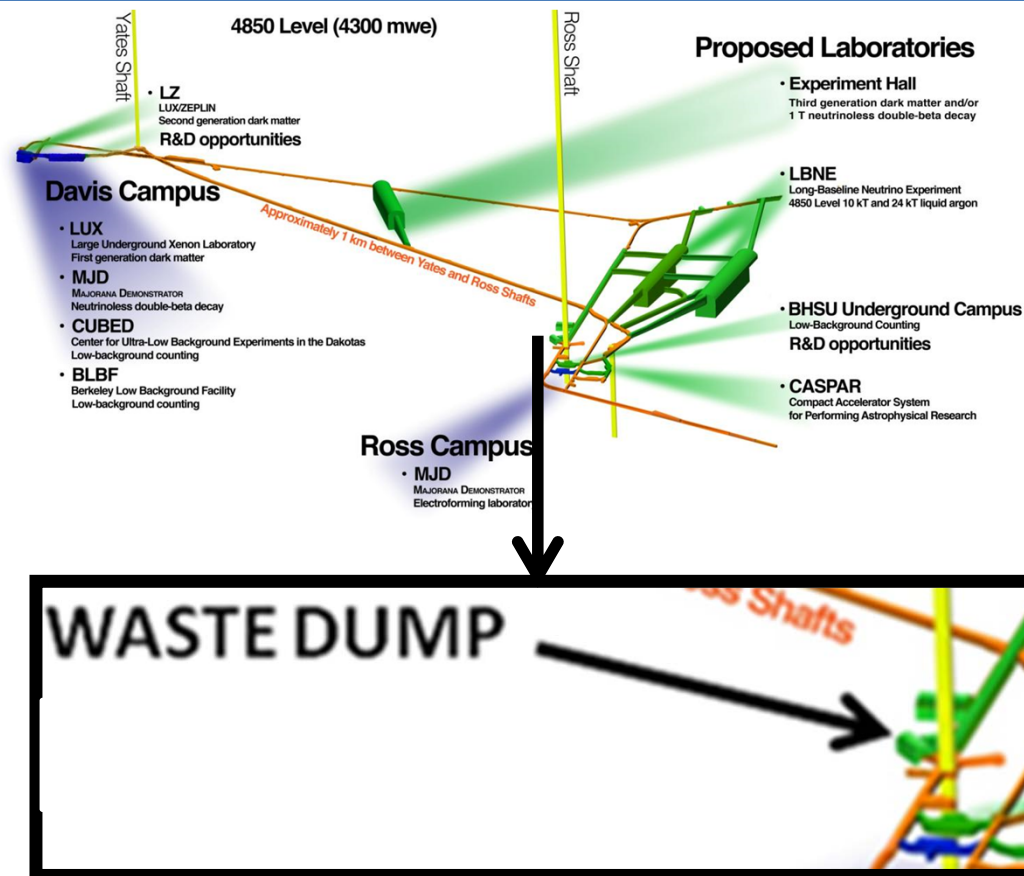 Yates Shaft
4850 Level (4300 mwe)
Ross Shaft
Proposed Laboratories
• LZ
LUX/ZEPLIN
Second generation dark matter
R&D opportunities
• Experiment Hall
Third generation dark matter and/or
1 T neutrinoless double-beta decay
• LBNE
Long-Baseline Neutrino Experiment
4850 Level 10 kT and 24 kT liquid argon
Davis Campus
• LUX
Large Underground Xenon Laboratory
First generation dark matter
• MJD
MAJORANA DEMONSTRATOR
Neutrinoless double-beta decay
• CUBED
Center for Ultra-Low Background Experiments in the Dakotas
Low-background counting
• BLBF
Berkeley Low Background Facility
Low-background counting
Approximately 1 km between Yates and Ross Shafts
• BHSU Underground Campus
Low-Background Counting
R&D opportunities
• CASPAR
Compact Accelerator System
for Performing Astrophysical Research
Ross Campus
• MJD
MAJORANA DEMONSTRATOR
Electroforming laborator
WASTE DUMP
ss Shafts